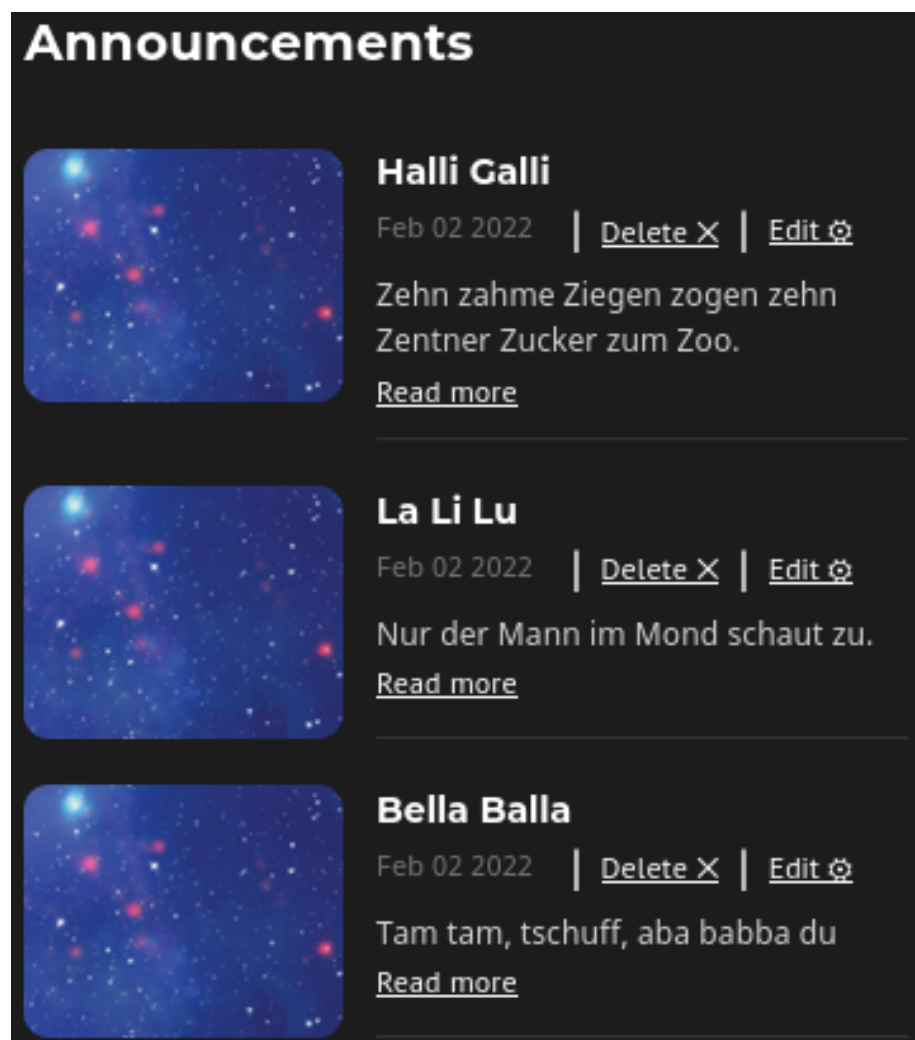 Announcements
Halli Galli
Feb 02 2022 | Delete ✕ | Edit ⚙
Zehn zahme Ziegen zogen zehn
Zentner Zucker zum Zoo.
Read more
La Li Lu
Feb 02 2022 | Delete ✕ | Edit ⚙
Nur der Mann im Mond schaut zu.
Read more
Bella Balla
Feb 02 2022 | Delete ✕ | Edit ⚙
Tam tam, tschuff, aba babba du
Read more